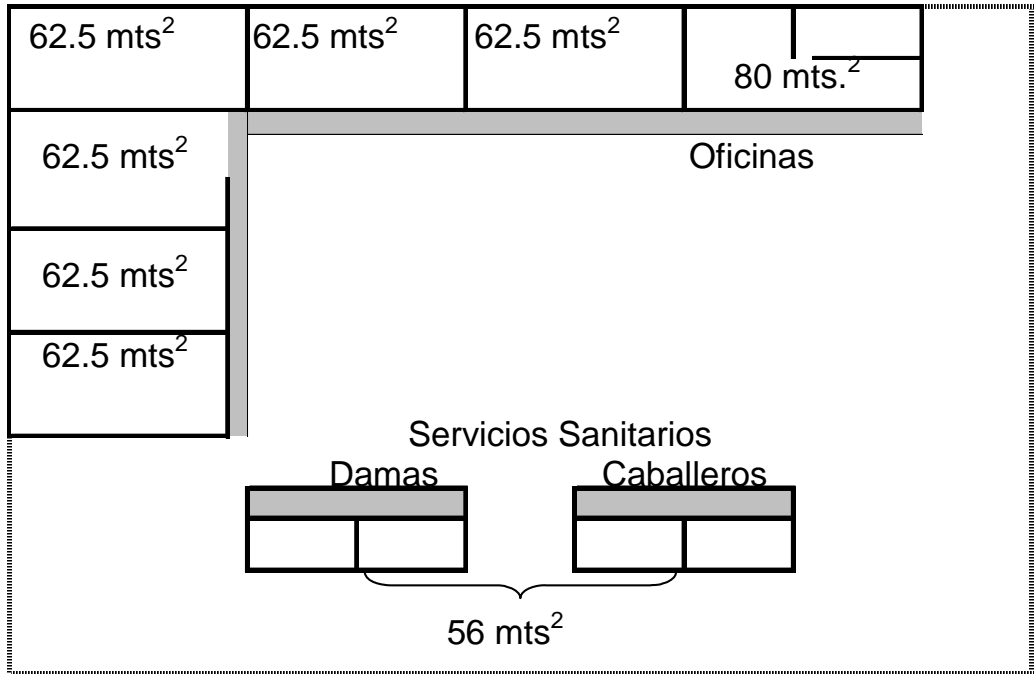 62.5 mts² 62.5 mts² 62.5 mts²
80 mts.²
62.5 mts² Oficinas
62.5 mts²
62.5 mts²
Servicios Sanitarios
Damas Caballeros
56 mts²